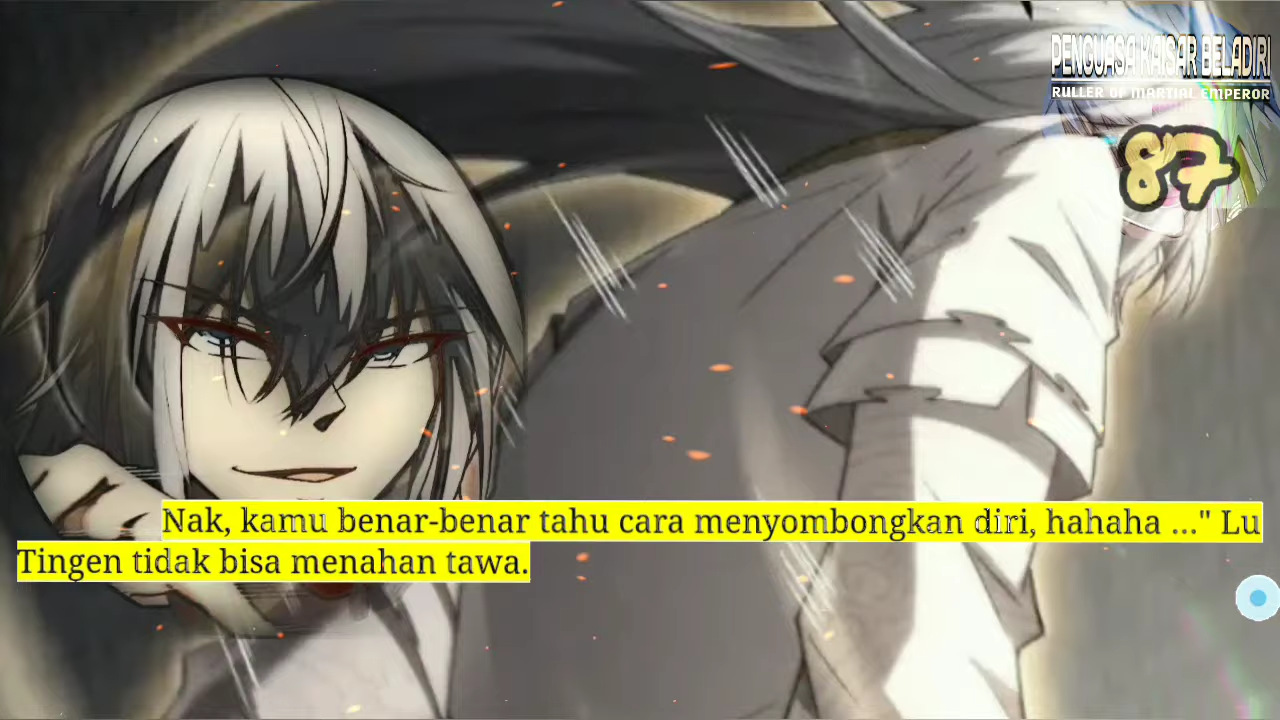 PENGUASA KAISAR BELADIRI
RULLER OF MARTIAL EMPEROR
87
Nak, kamu benar-benar tahu cara menyombongkan diri, hahaha ..." Lu
Tingen tidak bisa menahan tawa.